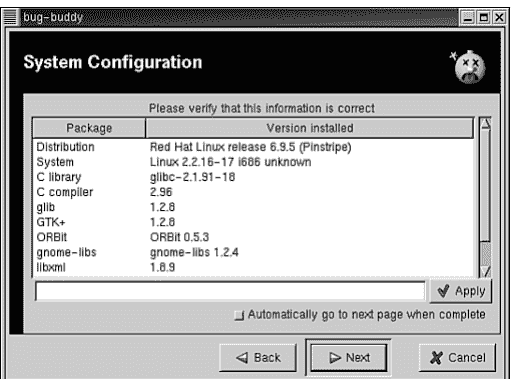 bug-buddy
System Configuration
Please verify that this information is correct
Package Version installed
Distribution Red Hat Linux release 6.9.5 (Pinstripe)
System Linux 2.2.16-17 i686 unknown
C library glibc-2.1.91-18
C compiler 2.96
glib 1.2.8
GTK+ 1.2.8
ORBit ORBit 0.5.3
gnome-libs gnome-libs 1.2.4
libxml 1.8.9
Apply
Automatically go to next page when complete
Back Next Cancel